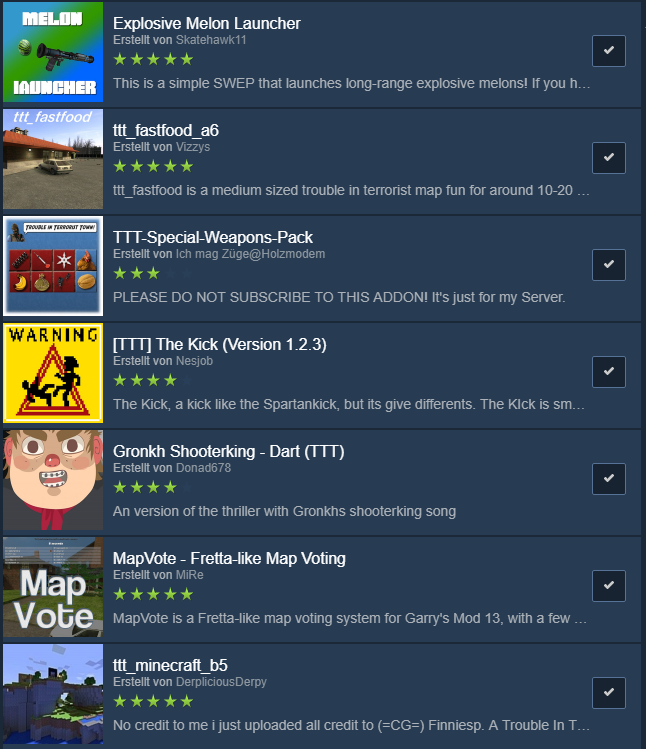 MELON
LAUNCHER
Explosive Melon Launcher
Erstellt von Skatehawk11
This is a simple SWEP that launches long-range explosive melons! If you h...
ttt_fastfood
ttt_fastfood_a6
Erstellt von Vizzys
ttt_fastfood is a medium sized trouble in terrorist map fun for around 10-20 ...
TROUBLE IN TERRORIST TOWN!
TTT-Special-Weapons-Pack
Erstellt von Ich mag Züge@Holzmodem
PLEASE DO NOT SUBSCRIBE TO THIS ADDON! It's just for my Server.
WARNING
[TTT] The Kick (Version 1.2.3)
Erstellt von Nesjob
The Kick, a kick like the Spartankick, but its give differents. The KIck is sm...
Gronkh Shooterking - Dart (TTT)
Erstellt von Donad678
An version of the thriller with Gronkhs shooterking song
Map
Vote
MapVote - Fretta-like Map Voting
Erstellt von MiRe
MapVote is a Fretta-like map voting system for Garry's Mod 13, with a few ...
ttt_minecraft_b5
Erstellt von DerpliciousDerpy
No credit to me i just uploaded all credit to (=CG=) Finniesp. A Trouble In T...